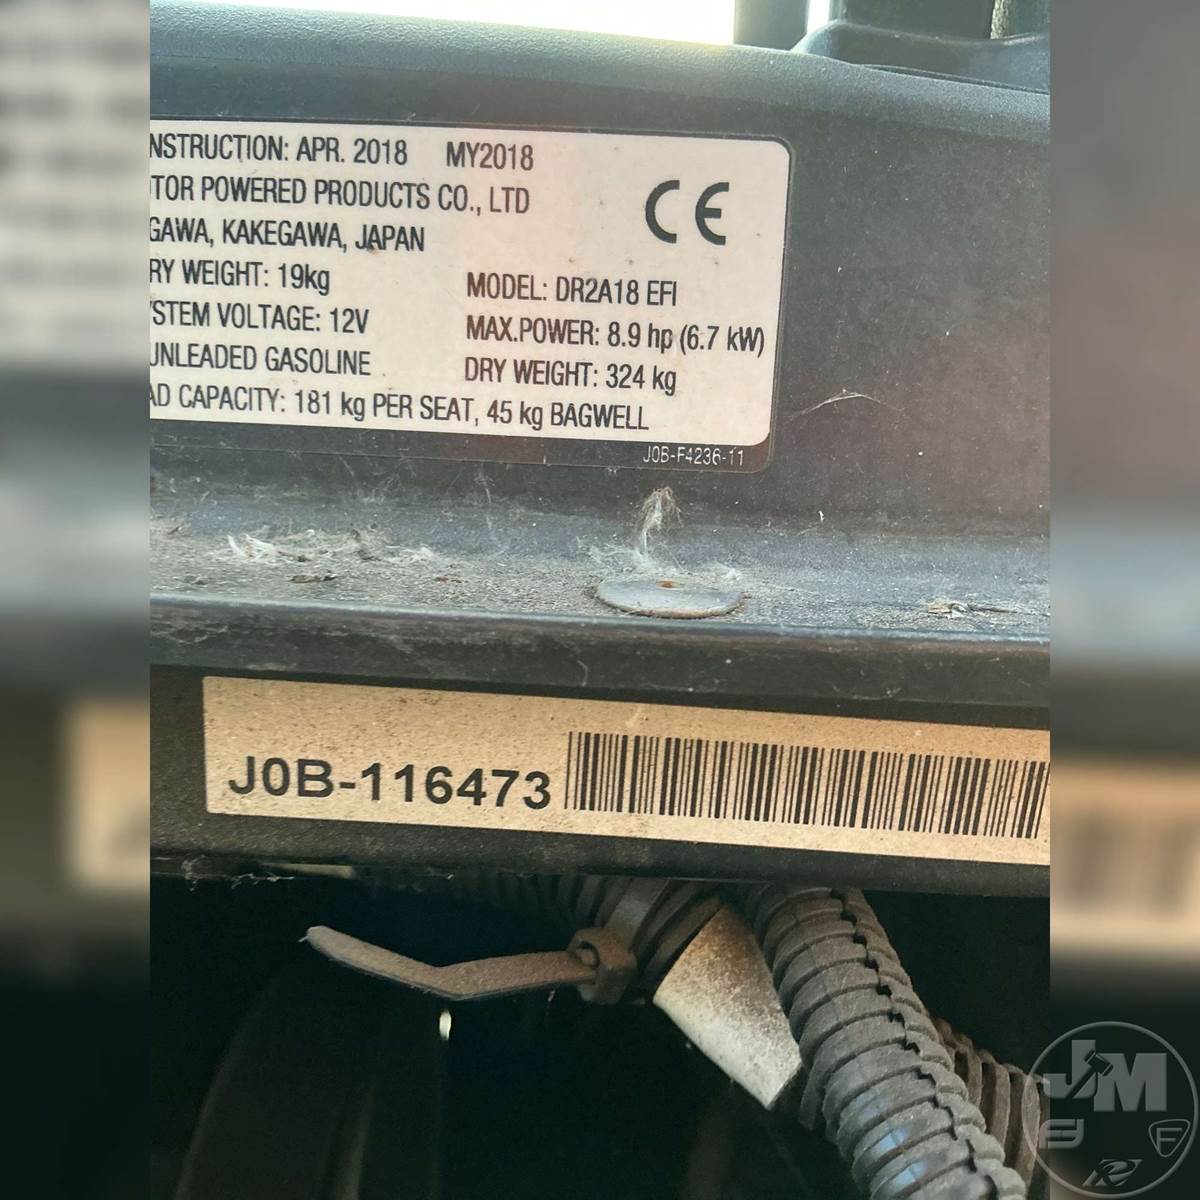 NSTRUCTION: APR. 2018 MY2018
TOR POWERED PRODUCTS CO., LTD
GAWA, KAKEGAWA, JAPAN
CE
RY WEIGHT: 19kg
MODEL: DR2A18 EFI
YSTEM VOLTAGE: 12V
MAX.POWER: 8.9 hp (6.7 kW)
UNLEADED GASOLINE
DRY WEIGHT: 324 kg
AD CAPACITY: 181 kg PER SEAT, 45 kg BAGWELL
J0B-F4236-11
J0B-116473
JM